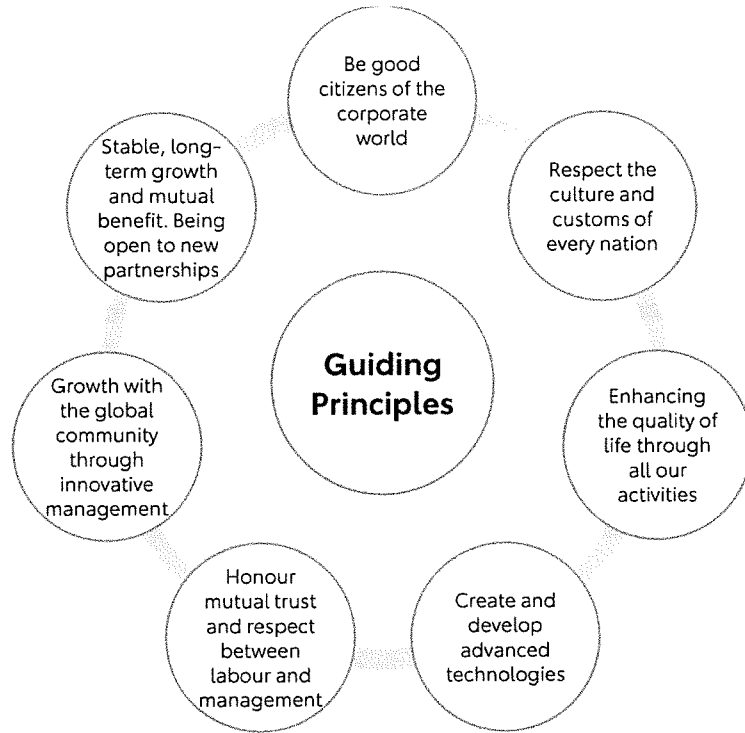 Be good
citizens of the
corporate
world
Respect the
culture and
customs of
every nation
Enhancing
the quality of
life through
all our
activities
Create and
develop
advanced
technologies
Honour
mutual trust
and respect
between
labour and
management
Growth with
the global
community
through
innovative
management
Stable, long-
term growth
and mutual
benefit. Being
open to new
partnerships
Guiding
Principles